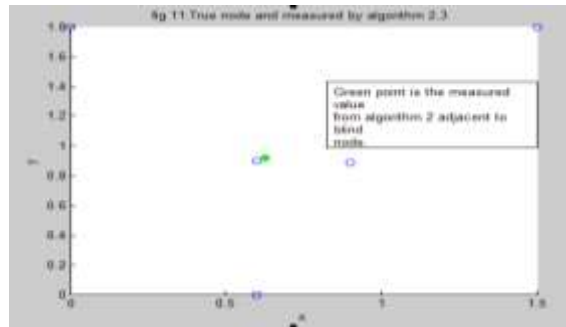 fig 11.True node and measured by algorithm 2.3
1.8
1.6
1.4
1.2
1
0.8
0.6
0.4
0.2
0
y
Green point is the measured
value
from algorithm 2 adjacent to
blind
node.
0
0.5
1
1.5
x